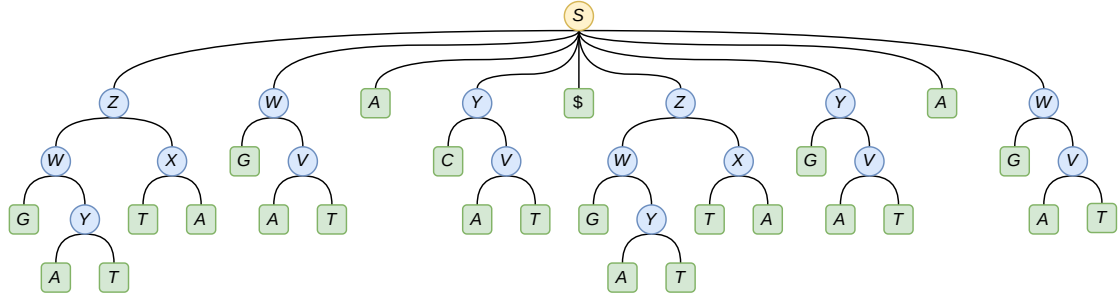 S
Z W A Y $ Z Y A W
W X G V C V W X G V G V
G Y T A A T A T G Y T A A T A T
A T A T